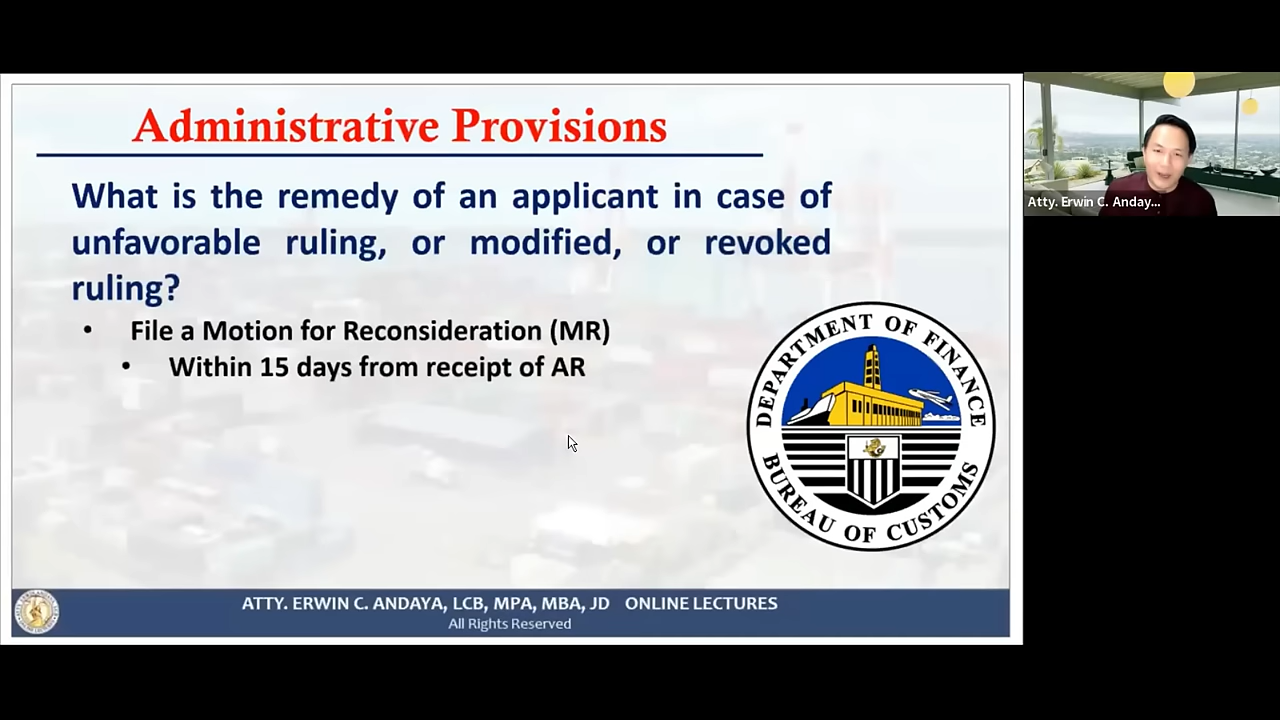 Administrative Provisions
What is the remedy of an applicant in case of
unfavorable ruling, or modified, or revoked
ruling?
• File a Motion for Reconsideration (MR)
• Within 15 days from receipt of AR
DEPARTMENT OF FINANCE
BUREAU OF CUSTOMS
ATTY. ERWIN C. ANDAYA, LCB, MPA, MBA, JD ONLINE LECTURES
All Rights Reserved
Atty. Erwin C. Anday...